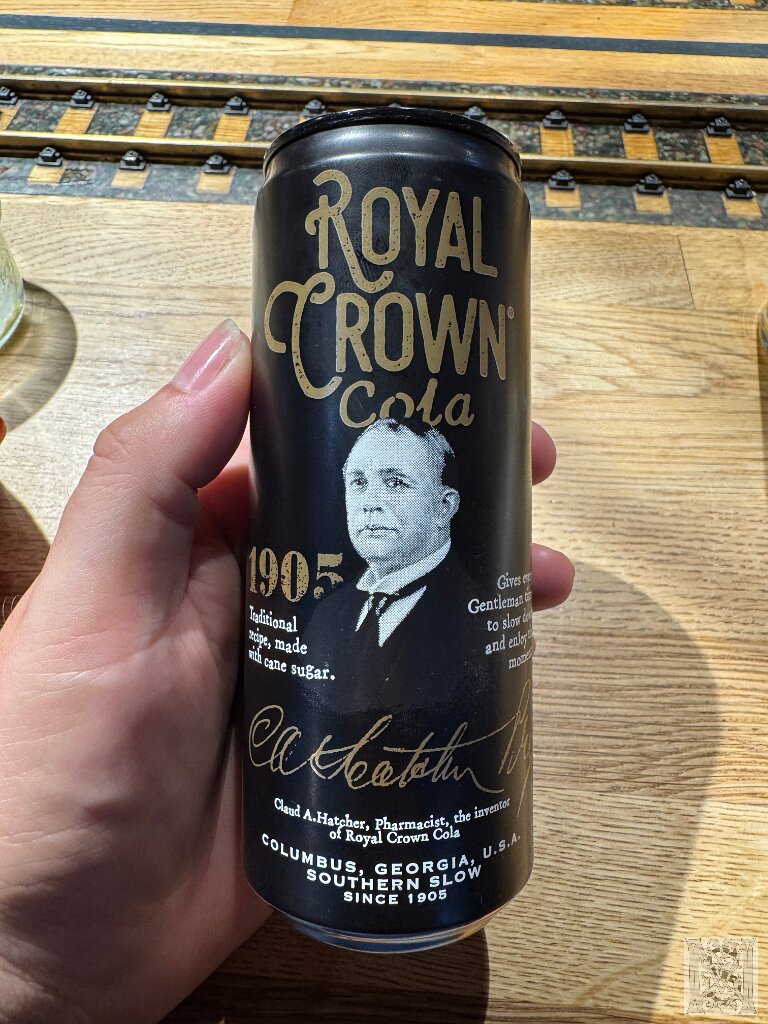 ROYAL
CROWN®
Cola
1905
Traditional
recipe, made
with cane sugar.
Gives
Gentleman
to slow
and enjoy
Claud A.Hatcher, Pharmacist, the inventor
of Royal Crown Cola
COLUMBUS, GEORGIA, U.S.A.
SOUTHERN SLOW
SINCE 1905